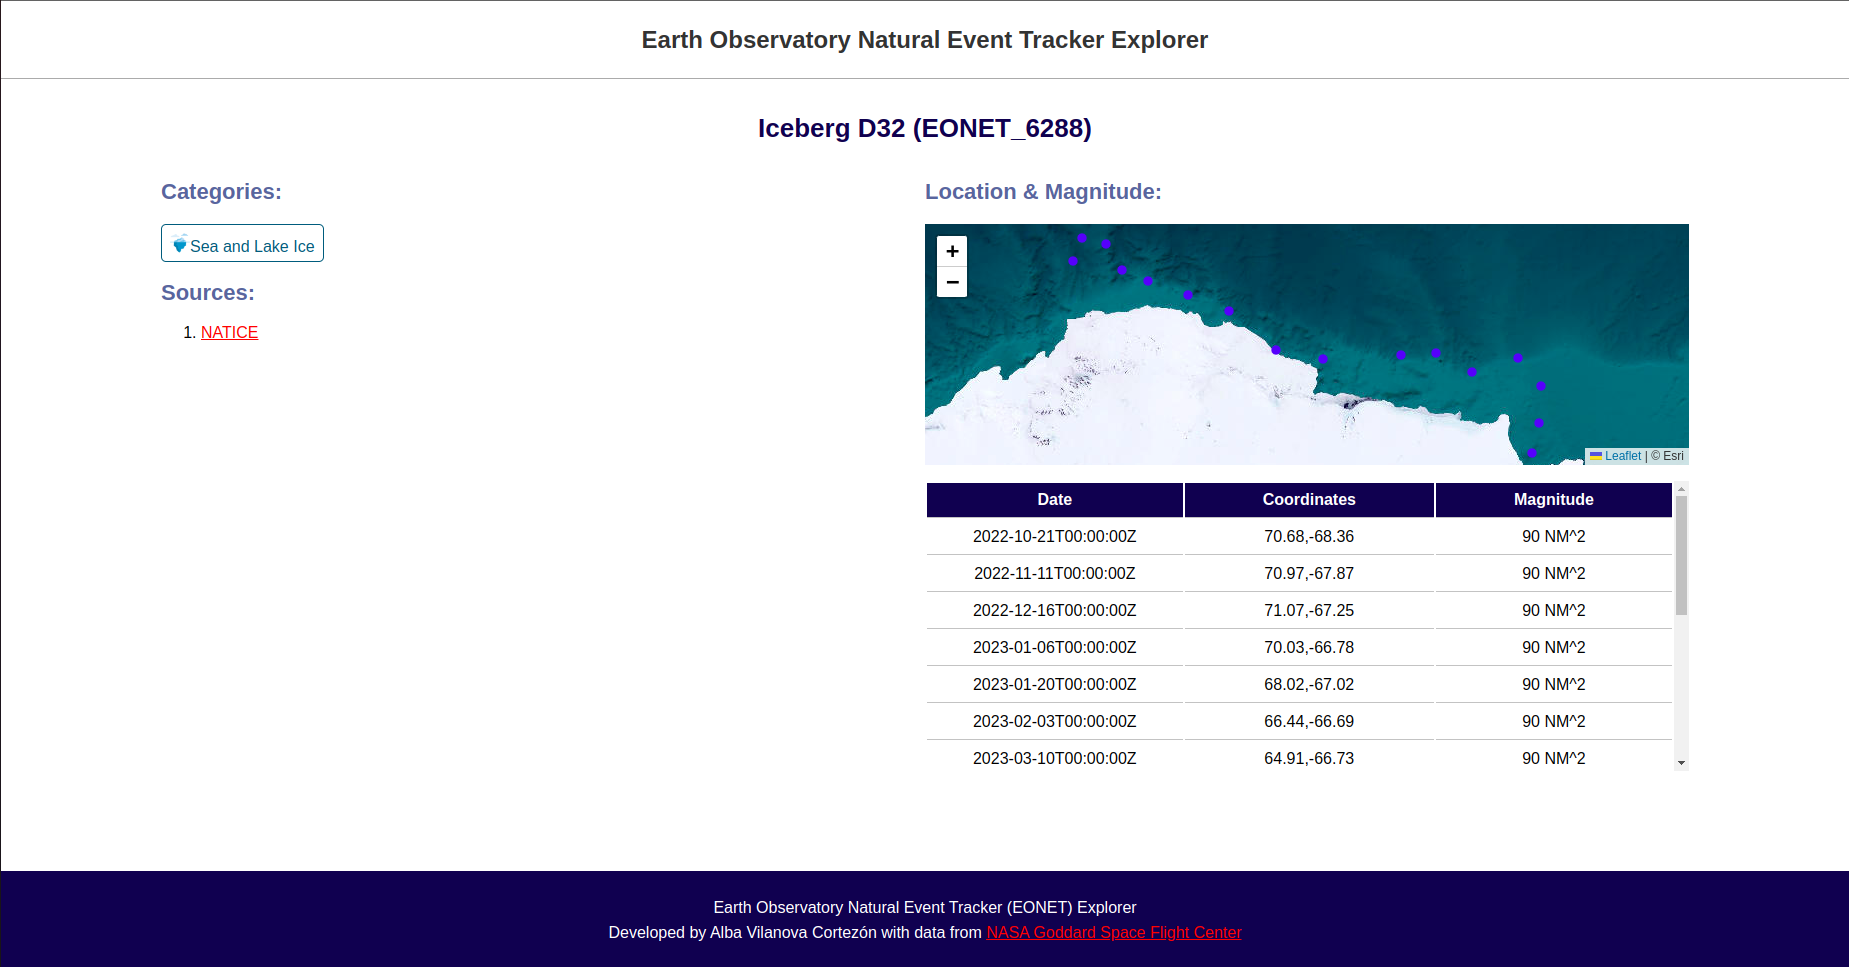 Earth Observatory Natural Event Tracker Explorer
Iceberg D32 (EONET_6288)
Categories:
Sea and Lake Ice
Sources:
1. NATICE
Location & Magnitude:
+
−
Leaflet | © Esri
Date Coordinates Magnitude
2022-10-21T00:00:00Z 70.68,-68.36 90 NM^2
2022-11-11T00:00:00Z 70.97,-67.87 90 NM^2
2022-12-16T00:00:00Z 71.07,-67.25 90 NM^2
2023-01-06T00:00:00Z 70.03,-66.78 90 NM^2
2023-01-20T00:00:00Z 68.02,-67.02 90 NM^2
2023-02-03T00:00:00Z 66.44,-66.69 90 NM^2
2023-03-10T00:00:00Z 64.91,-66.73 90 NM^2
Earth Observatory Natural Event Tracker (EONET) Explorer
Developed by Alba Vilanova Cortezón with data from NASA Goddard Space Flight Center